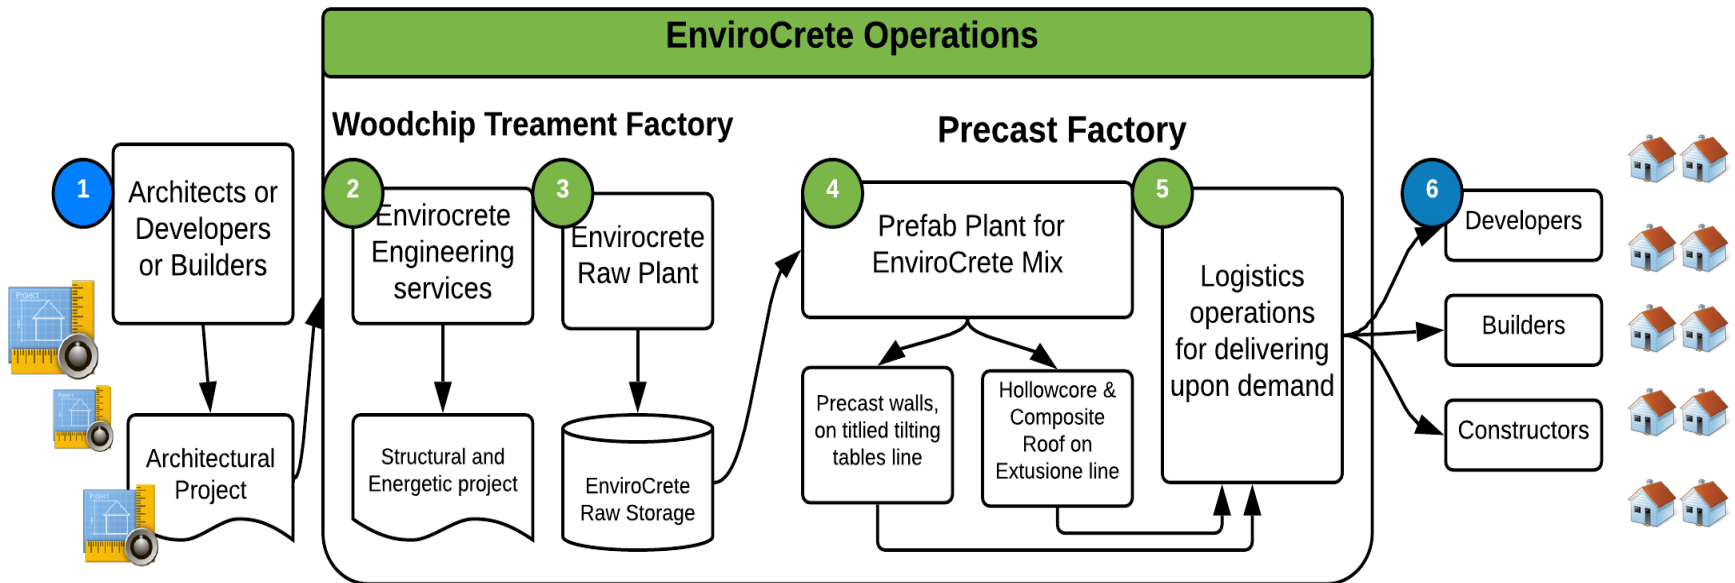 EnviroCrete Operations
Woodchip Treament Factory
Precast Factory
1
Architects or
Developers
or Builders
Project
Project
Project
Architectural
Project
2
Envirocrete
Engineering
services
Structural and
Energetic project
3
Envirocrete
Raw Plant
EnviroCrete
Raw Storage
4
Prefab Plant for
EnviroCrete Mix
Precast walls,
on titlied tilting
tables line
Hollowcore &
Composite
Roof on
Extusione line
5
Logistics
operations
for delivering
upon demand
6
Developers
Builders
Constructors